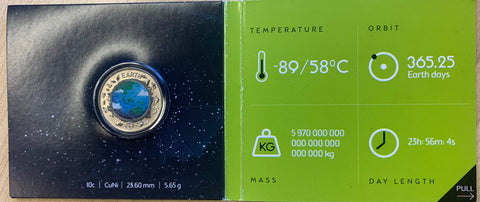 EARTH
10c | CuNi | 23.60 mm | 5.65 g
TEMPERATURE
-89/58°C
ORBIT
365.25
Earth days
KG
5 970 000 000
000 000 000
000 000 kg
MASS
23h: 56m: 4s
DAY LENGTH
PULL